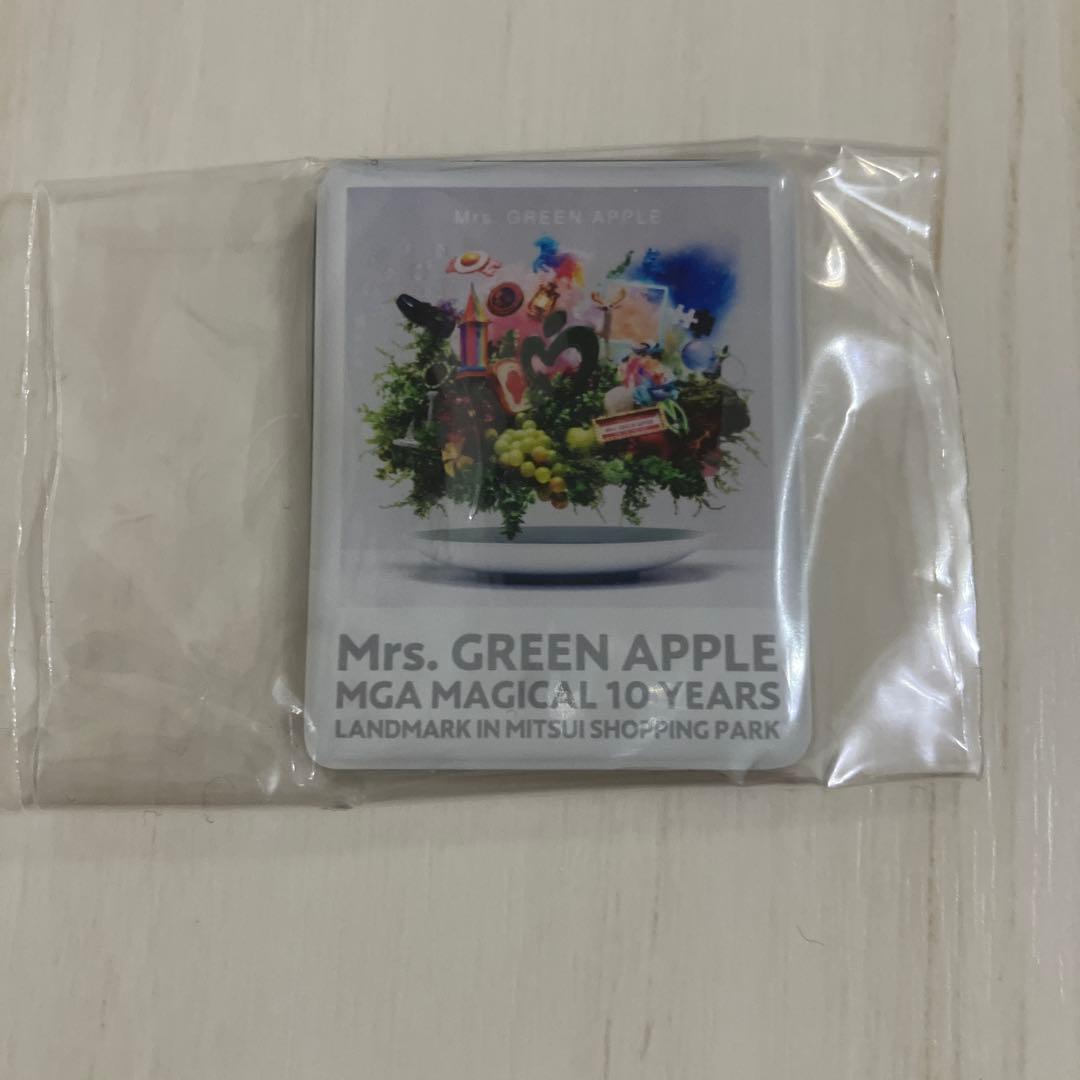 Mrs. GREEN APPLE
Mrs. GREEN APPLE
MGA MAGICAL 10 YEARS
LANDMARK IN MITSUI SHOPPING PARK